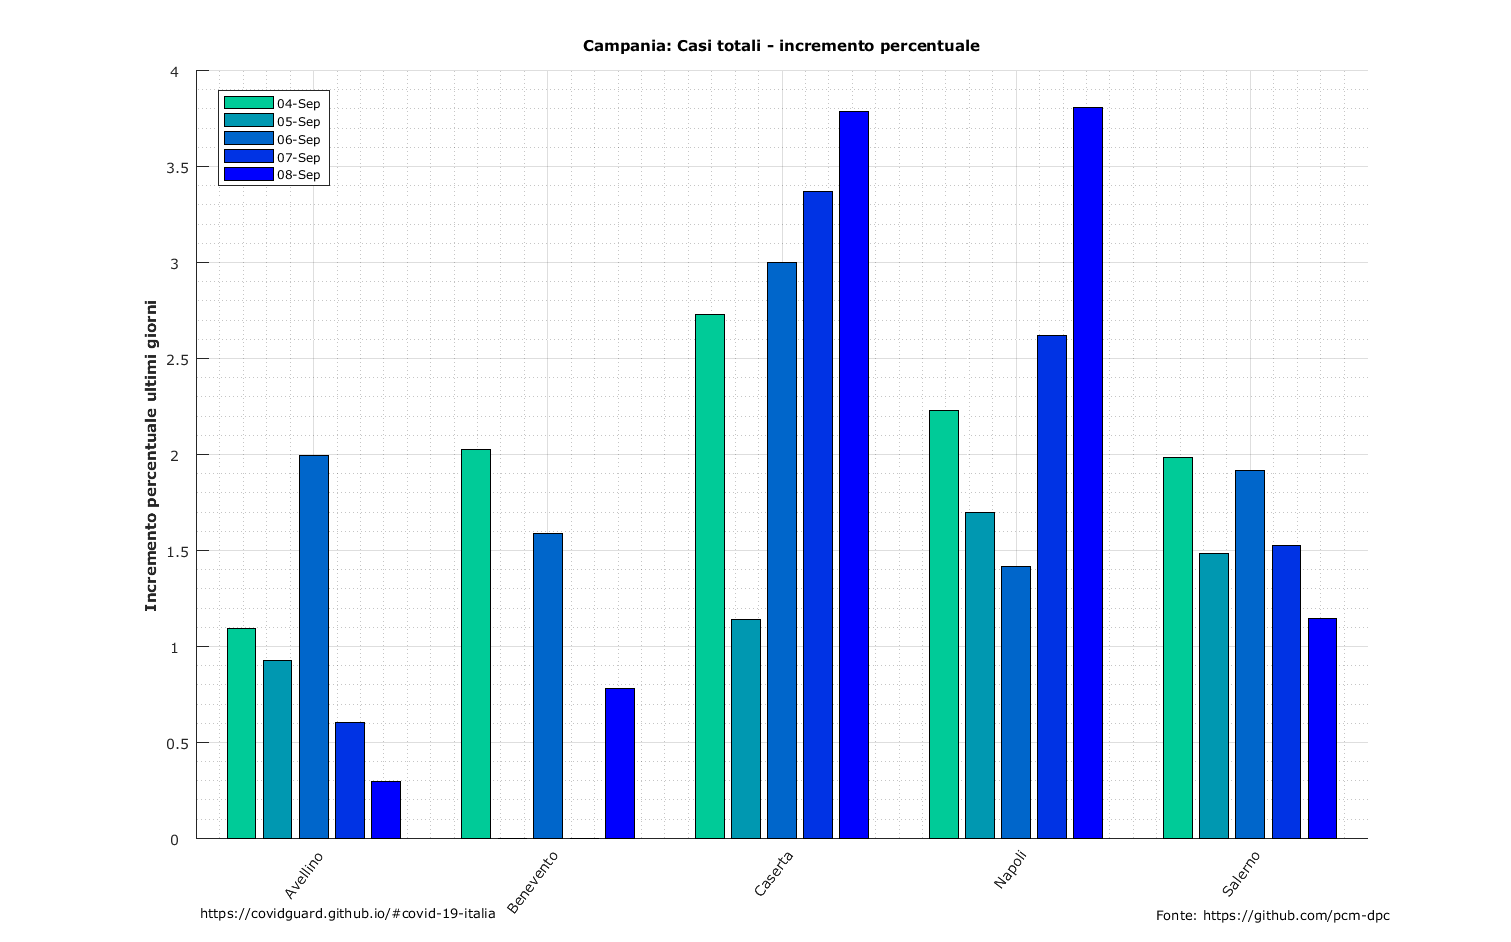 Campania: Casi totali - incremento percentuale
04-Sep
05-Sep
06-Sep
07-Sep
08-Sep
Incremento percentuale ultimi giorni
4
3.5
3
2.5
2
1.5
1
0.5
0
Avellino
Benevento
Caserta
Napoli
Salerno
https://covidguard.github.io/#covid-19-italia
Fonte: https://github.com/pcm-dpc